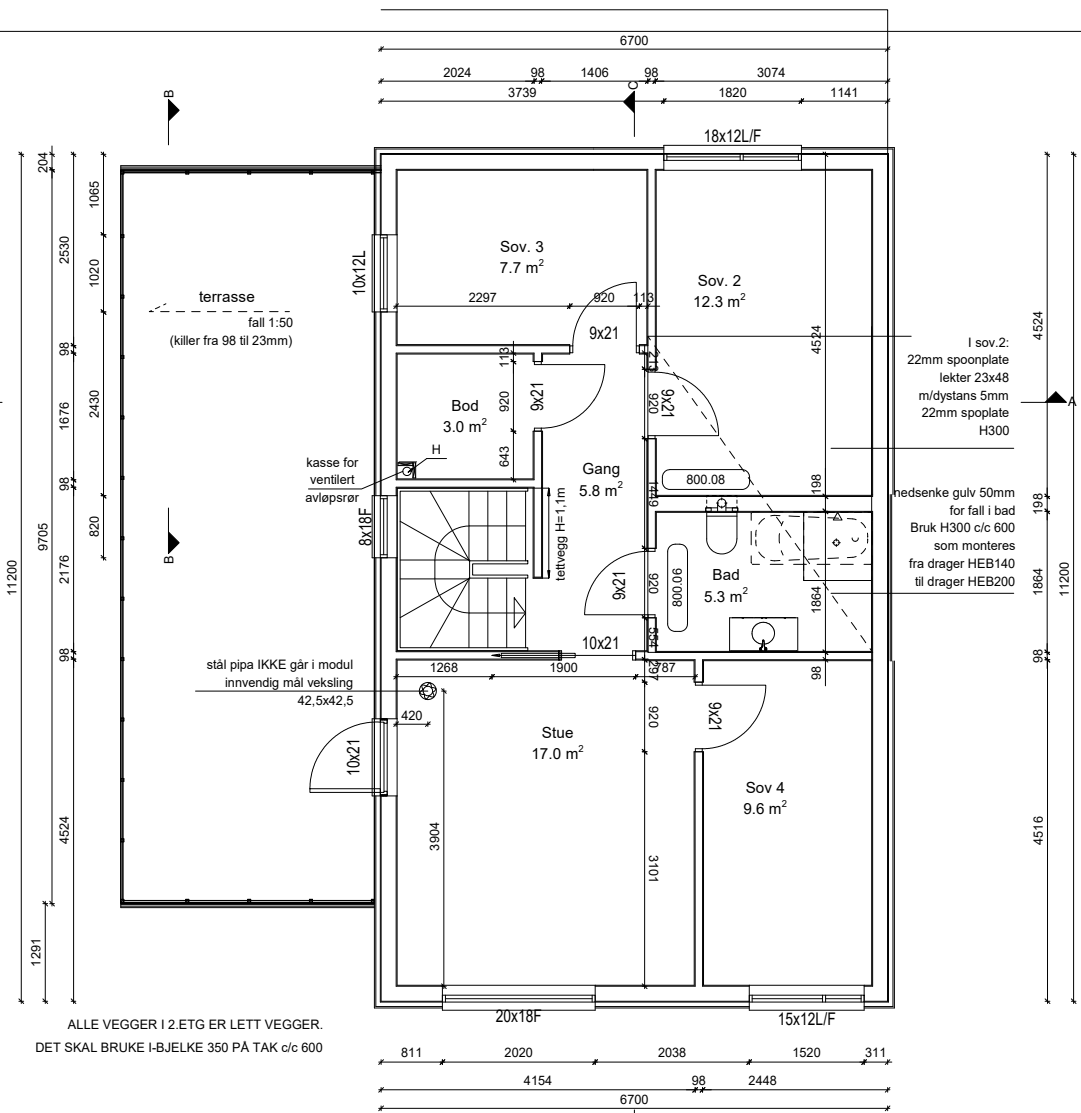 6700
2024 98 1406 98 3074
3739 1820 1141
B
C
18x12L/F
204
1065
2530
1020
10x12L
Sov. 3
7.7 m²
Sov. 2
12.3 m²
terrasse
fall 1:50
(killer fra 98 til 23mm)
2297 920 113
9x21
4524
4524
I sov.2:
22mm spoonplate
lekter 23x48
m/dystans 5mm
22mm spoplate
H300
A
98
113
920
9x21
Bod
3.0 m²
643
920
9x21
1676
2430
H
kasse for
ventilert
avløpsrør
Gang
5.8 m²
1449
800.08
198
198
98
nedsenke gulv 50mm
for fall i bad
Bruk H300 c/c 600
som monteres
fra drager HEB140
til drager HEB200
9705
11200
820
8x18F
B
2176
tettvegg H=1,1m
9x21
920
800.06
Bad
5.3 m²
1864
1864
11200
554
10x21
98
98
98
stål pipa IKKE går i modul
innvendig mål veksling
42,5x42,5
1268 1900 787
297
420
10x21
Stue
17.0 m²
920
9x21
Sov 4
9.6 m²
4524
3904
3101
4516
1291
20x18F
15x12L/F
ALLE VEGGER I 2.ETG ER LETT VEGGER.
DET SKAL BRUKE I-BJELKE 350 PÅ TAK c/c 600
811 2020 2038 1520 311
4154 98 2448
6700